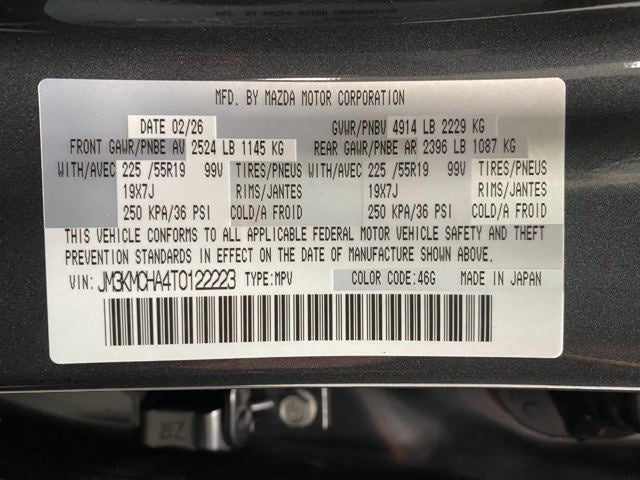 MFD. BY MAZDA MOTOR CORPORATION
DATE 02/26 GVWR/PNBV 4914 LB 2229 KG
FRONT GAWR/PNBE AV 2524 LB 1145 KG REAR GAWR/PNBE AR 2396 LB 1087 KG
WITH/AVEC 225 /55R19 99V TIRES/PNEUS WITH/AVEC 225 /55R19 99V TIRES/PNEUS
19X7J RIMS/JANTES 19X7J RIMS/JANTES
250 KPA/36 PSI COLD/A FROID 250 KPA/36 PSI COLD/A FROID
THIS VEHICLE CONFORMS TO ALL APPLICABLE FEDERAL MOTOR VEHICLE SAFETY AND THEFT
PREVENTION STANDARDS IN EFFECT ON THE DATE OF MANUFACTURE SHOWN ABOVE.
VIN: JM3KMCHA4T0122223 TYPE:MPV COLOR CODE:46G MADE IN JAPAN